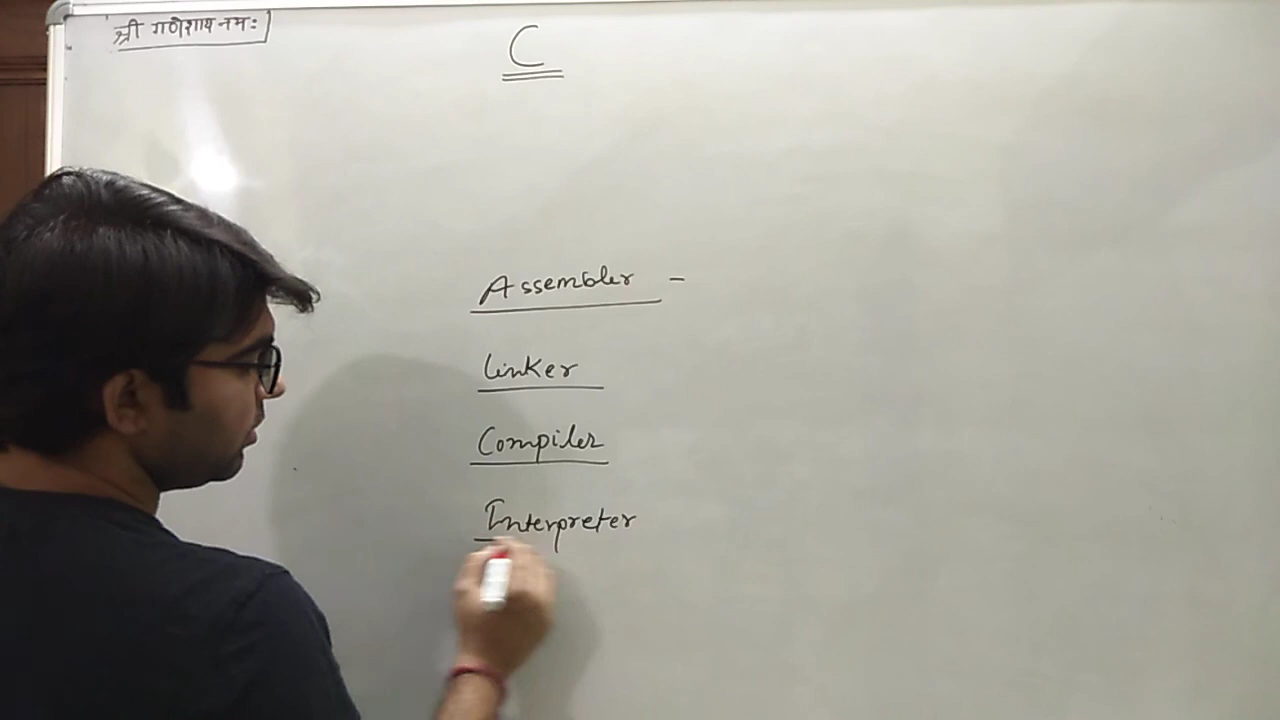 श्री गणेशाय नमः
C
Assembler -
Linker
Compiler
Interpreter